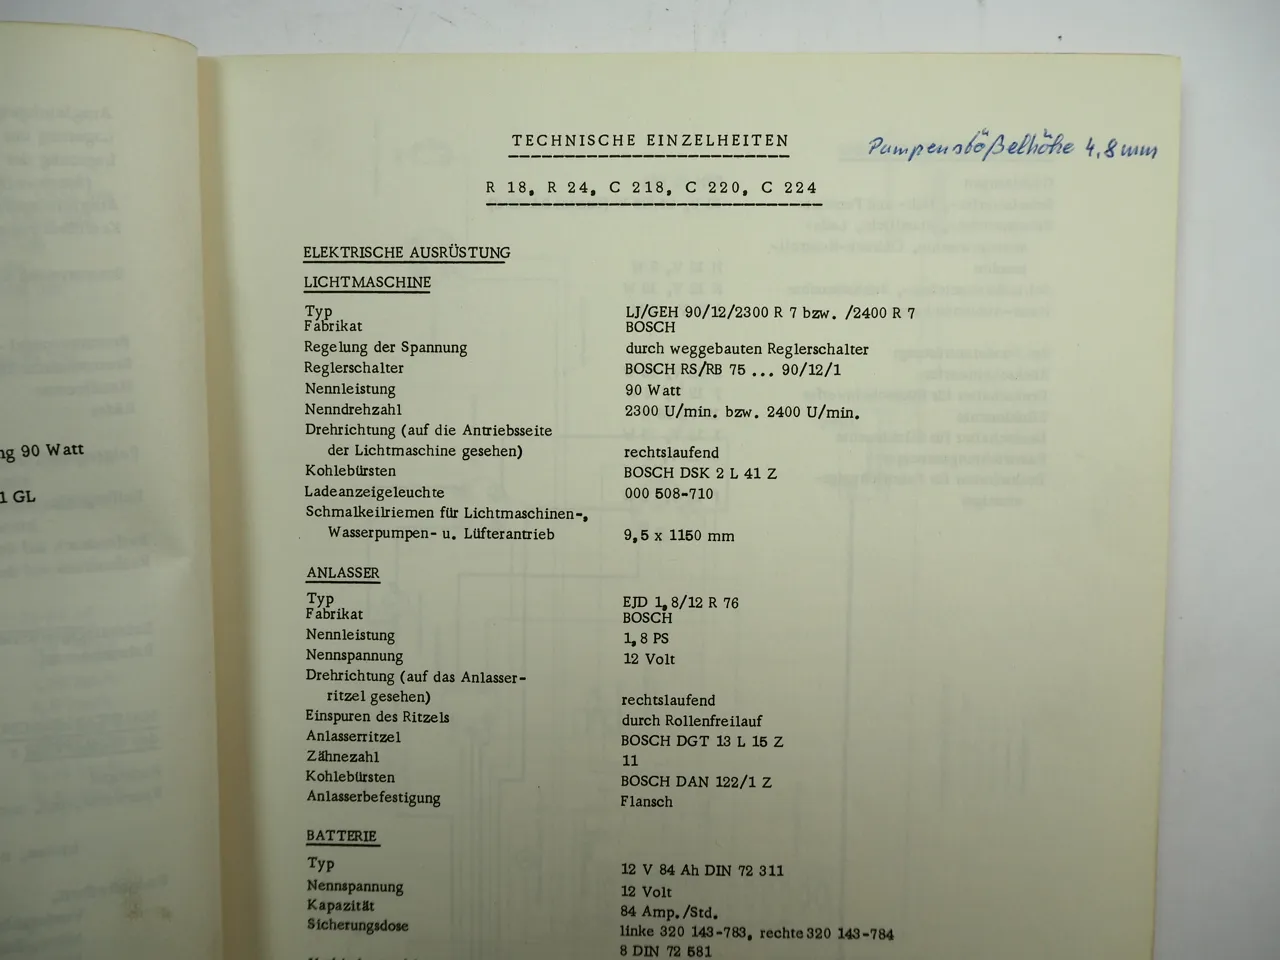 TECHNISCHE EINZELHEITEN
Pumpenstößelhöhe 4,8mm
R 18, R 24, C 218, C 220, C 224
ELEKTRISCHE AUSRÜSTUNG
LICHTMASCHINE
Typ LJ/GEH 90/12/2300 R 7 bzw. /2400 R 7
Fabrikat BOSCH
Regelung der Spannung durch weggebauten Reglerschalter
Reglerschalter BOSCH RS/RB 75 ... 90/12/1
Nennleistung 90 Watt
Nenndrehzahl 2300 U/min. bzw. 2400 U/min.
Drehrichtung (auf die Antriebsseite
der Lichtmaschine gesehen) rechtslaufend
Kohlebürsten BOSCH DSK 2 L 41 Z
Ladeanzeigeleuchte 000 508-710
Schmalkeilriemen für Lichtmaschinen-,
Wasserpumpen- u. Lüfterantrieb 9,5 x 1150 mm
ANLASSER
Typ EJD 1,8/12 R 76
Fabrikat BOSCH
Nennleistung 1,8 PS
Nennspannung 12 Volt
Drehrichtung (auf das Anlasser-
ritzel gesehen) rechtslaufend
Einspuren des Ritzels durch Rollenfreilauf
Anlasserritzel BOSCH DGT 13 L 15 Z
Zähnezahl 11
Kohlebürsten BOSCH DAN 122/1 Z
Anlasserbefestigung Flansch
BATTERIE
Typ 12 V 84 Ah DIN 72 311
Nennspannung 12 Volt
Kapazität 84 Amp./Std.
Sicherungsdose linke 320 143-783, rechte 320 143-784
8 DIN 72 581
ng 90 Watt
1 GL